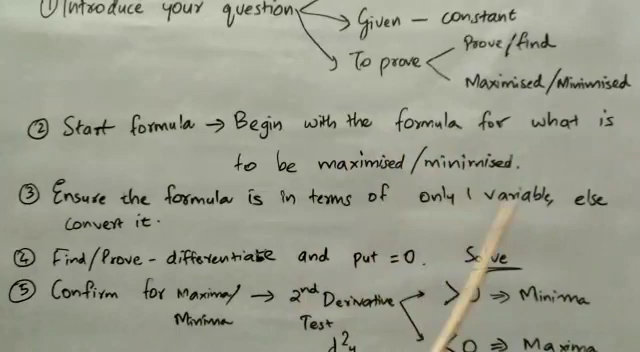 ① Introduce your question
Given - constant
To prove
Prove/find
Maximised/Minimised
② Start formula → Begin with the formula for what is
to be maximised/minimised.
③ Ensure the formula is in terms of only 1 variable, else
convert it.
④ Find/Prove - differentiate and put = 0. Solve
⑤ Confirm for Maxima/ → 2nd Derivative > 0 ⇒ Minima
Minima Test < 0 ⇒ Maxima
d²y